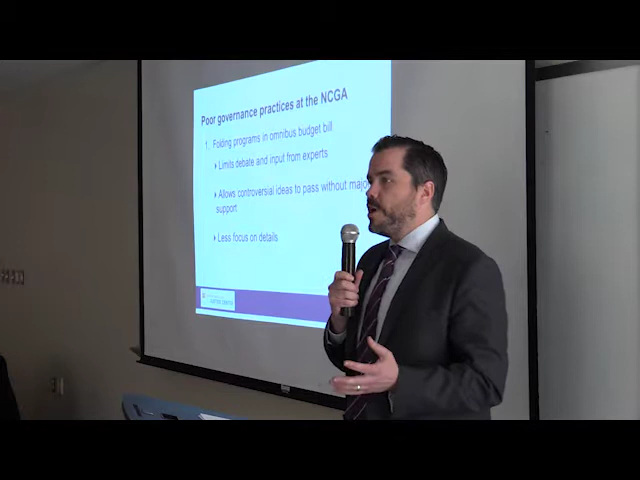 Poor governance practices at the NCGA
1. Folding programs in omnibus budget bill
Limits debate and input from experts
Allows controversial ideas to pass without majo
support
Less focus on details